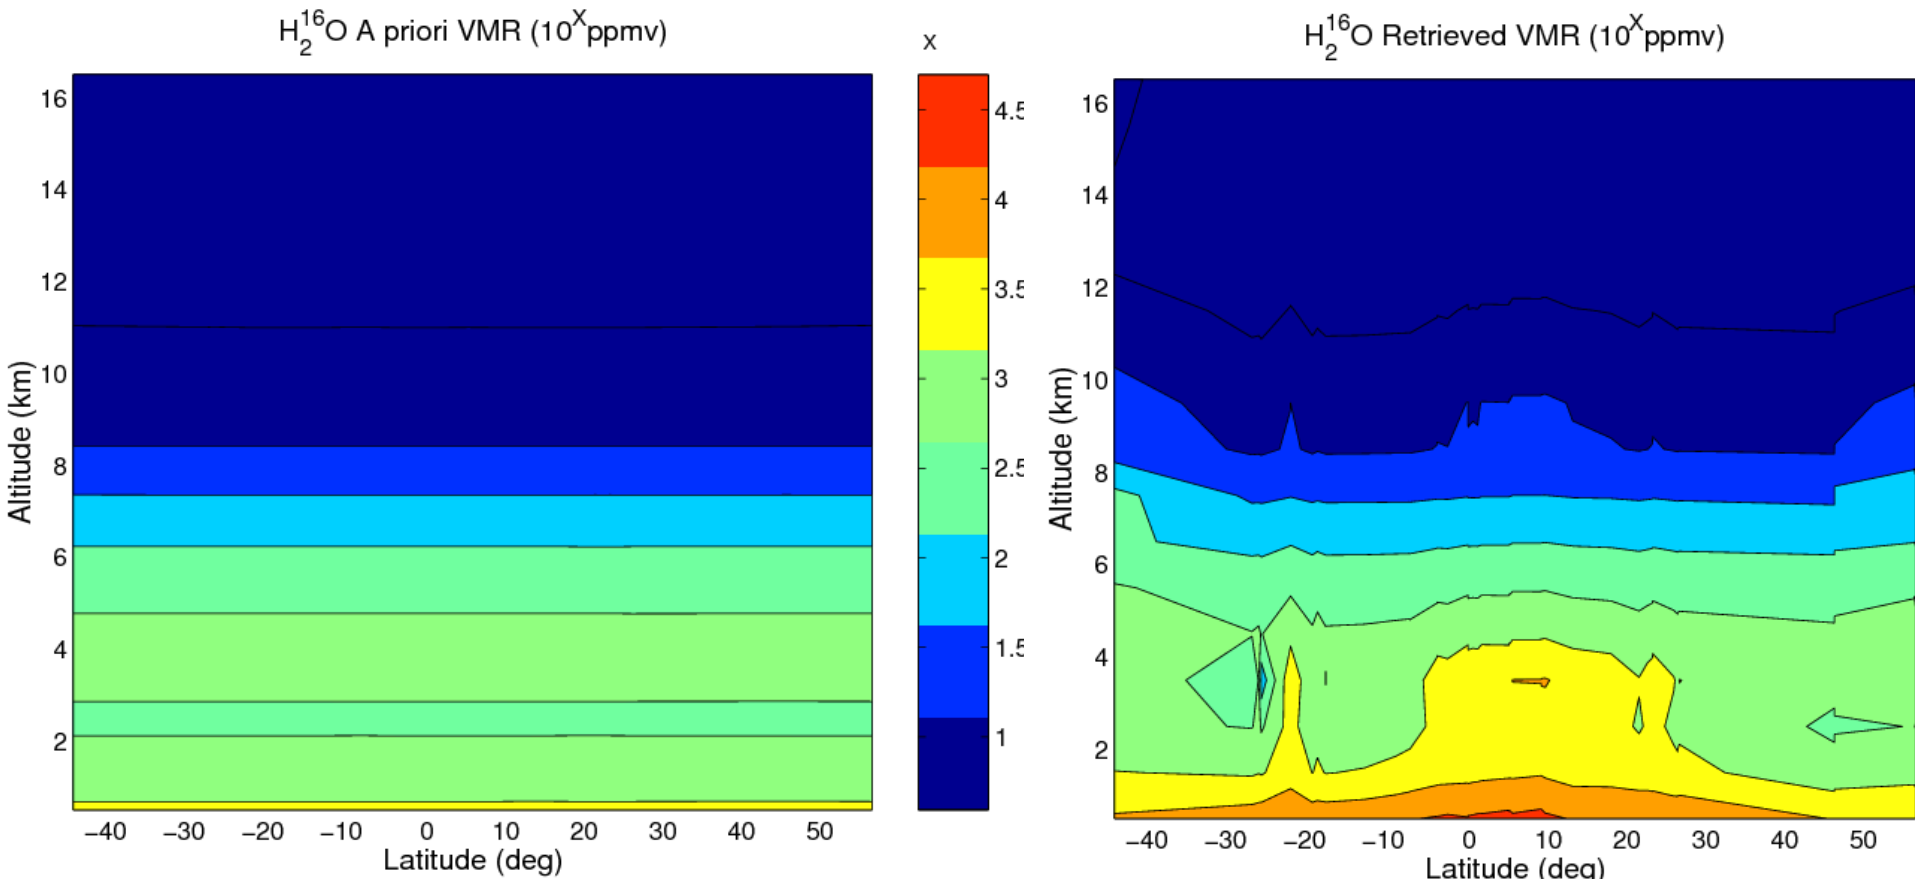 H₂¹⁶O A priori VMR (10ˣppmv)
16
14
12
10
8
6
4
2
Altitude (km)
−40 −30 −20 −10 0 10 20 30 40 50
Latitude (deg)
X
4.5
4
3.5
3
2.5
2
1.5
1
H₂¹⁶O Retrieved VMR (10ˣppmv)
16
14
12
10
8
6
4
2
Altitude (km)
−40 −30 −20 −10 0 10 20 30 40 50
Latitude (deg)